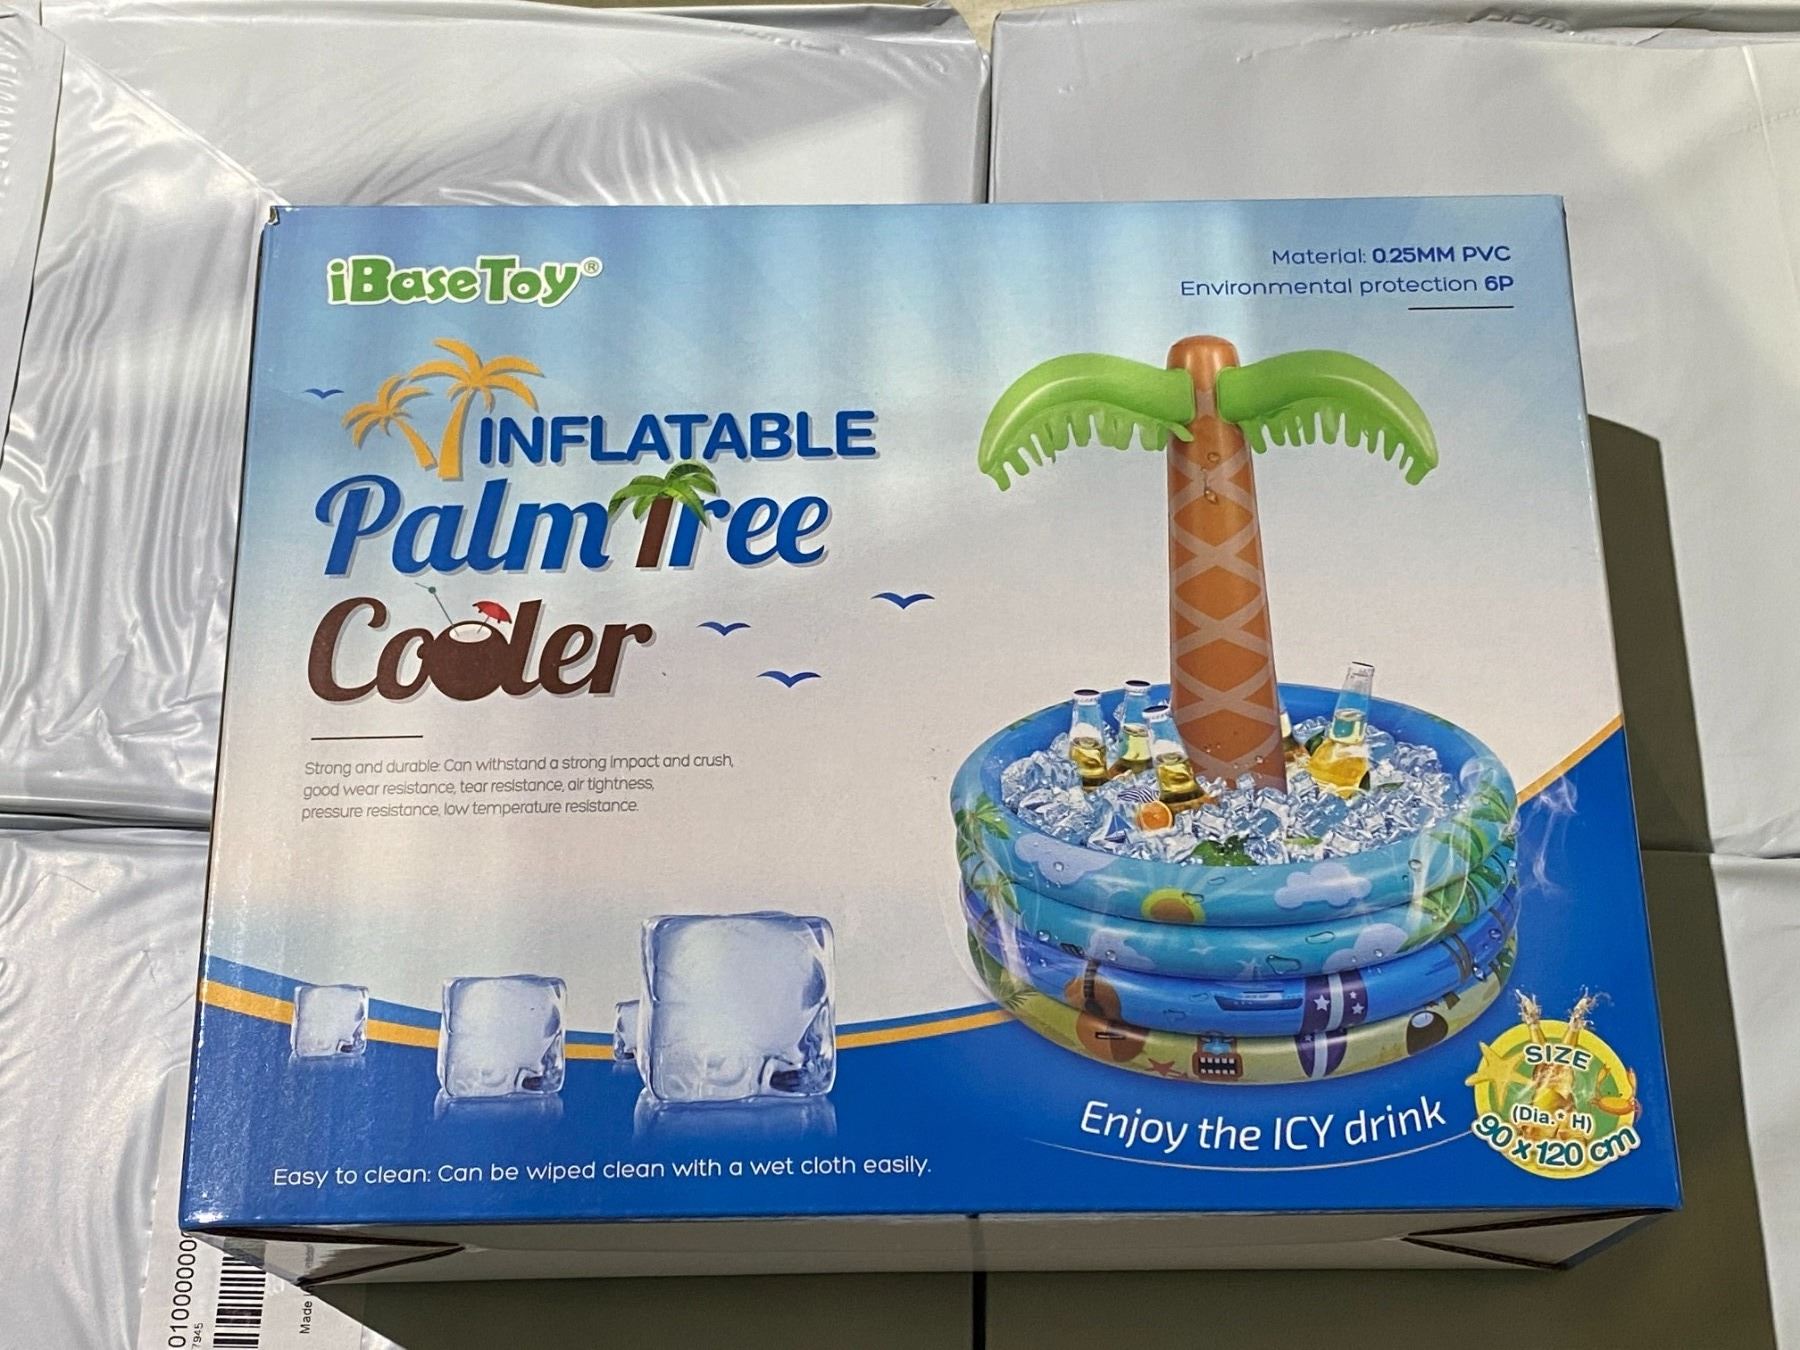 iBaseToy®
Material: 0.25MM PVC
Environmental protection 6P
INFLATABLE
Palm Tree
Cooler
Strong and durable: Can withstand a strong impact and crush,
good wear resistance, tear resistance, air tightness,
pressure resistance, low temperature resistance.
Enjoy the ICY drink
SIZE
(Dia.* H)
90 x 120 cm
Easy to clean: Can be wiped clean with a wet cloth easily.
7945
Made